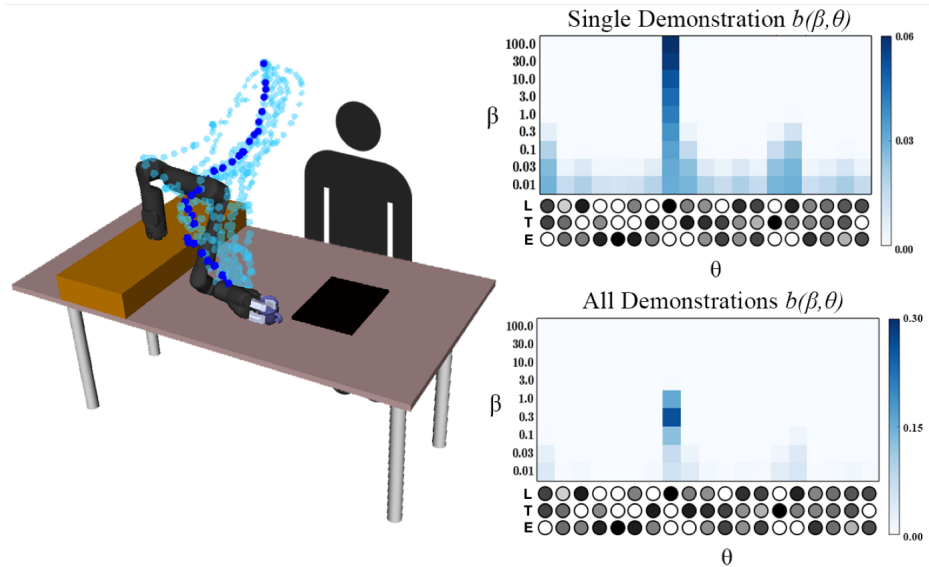 Single Demonstration b(β,θ)
β
100.0
30.0
10.0
3.0
1.0
0.3
0.1
0.03
0.01
L
T
E
θ
0.06
0.03
0.00
All Demonstrations b(β,θ)
β
100.0
30.0
10.0
3.0
1.0
0.3
0.1
0.03
0.01
L
T
E
θ
0.30
0.15
0.00